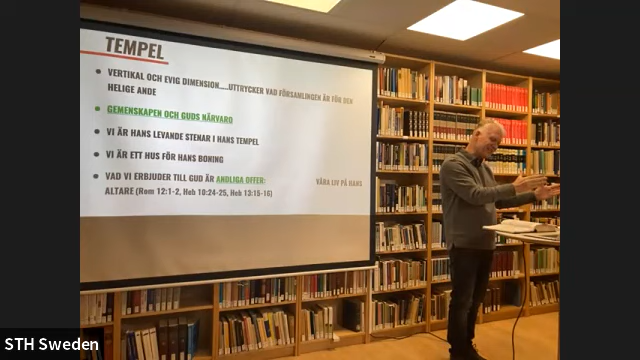 TEMPEL
VERTIKAL OCH EVIG DIMENSION.....UTTRYCKER VAD FÖRSAMLINGEN ÄR FÖR DEN
HELIGE ANDE
GEMENSKAPEN OCH GUDS NÄRVARO
VI ÄR HANS LEVANDE STENAR I HANS TEMPEL
VI ÄR ETT HUS FÖR HANS BONING
VAD VI ERBJUDER TILL GUD ÄR ANDLIGA OFFER: VÅRA LIV PÅ HANS
ALTARE (Rom 12:1-2, Heb 10:24-25, Heb 13:15-16)
STH Sweden